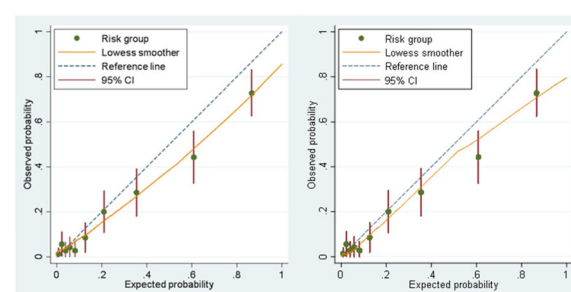 Risk group
Lowess smoother
Reference line
95% CI
Observed probability
1
.8
.6
.4
.2
0
0
.2
.4
.6
.8
1
Expected probability
Risk group
Lowess smoother
Reference line
95% CI
Observed probability
1
.8
.6
.4
.2
0
0
.2
.4
.6
.8
1
Expected probability